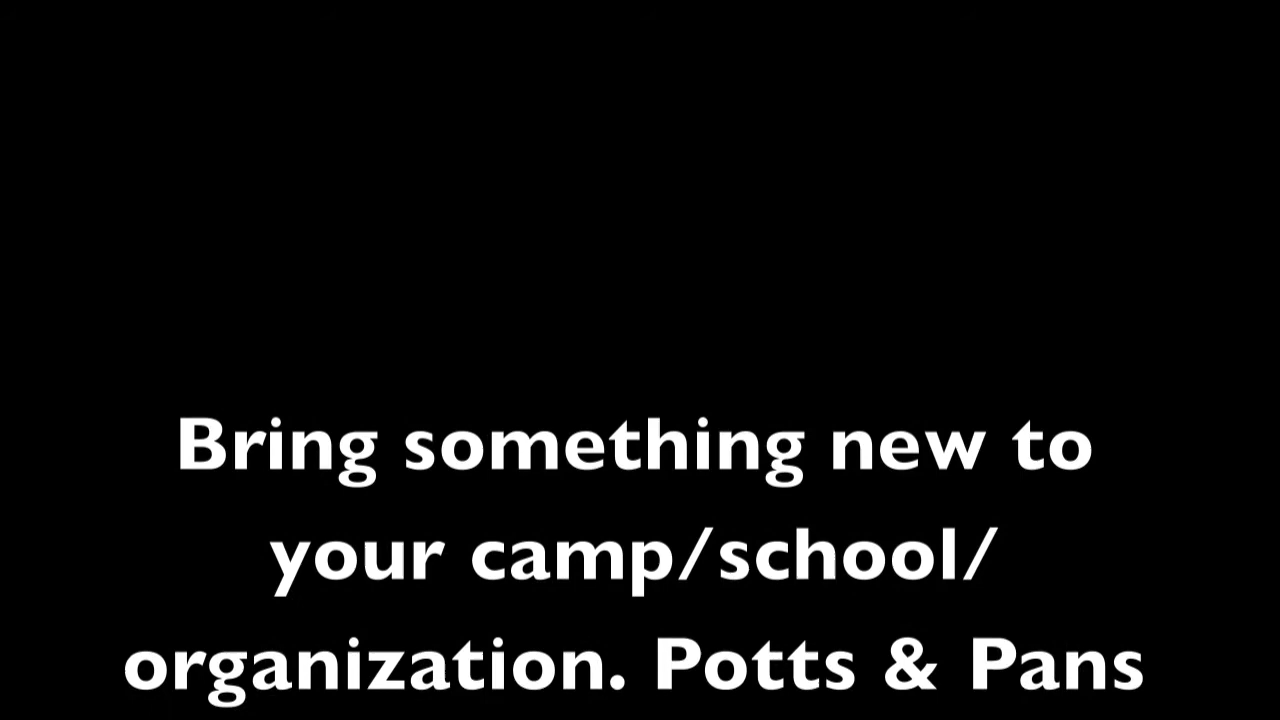 Bring something new to
your camp/school/
organization. Potts & Pans